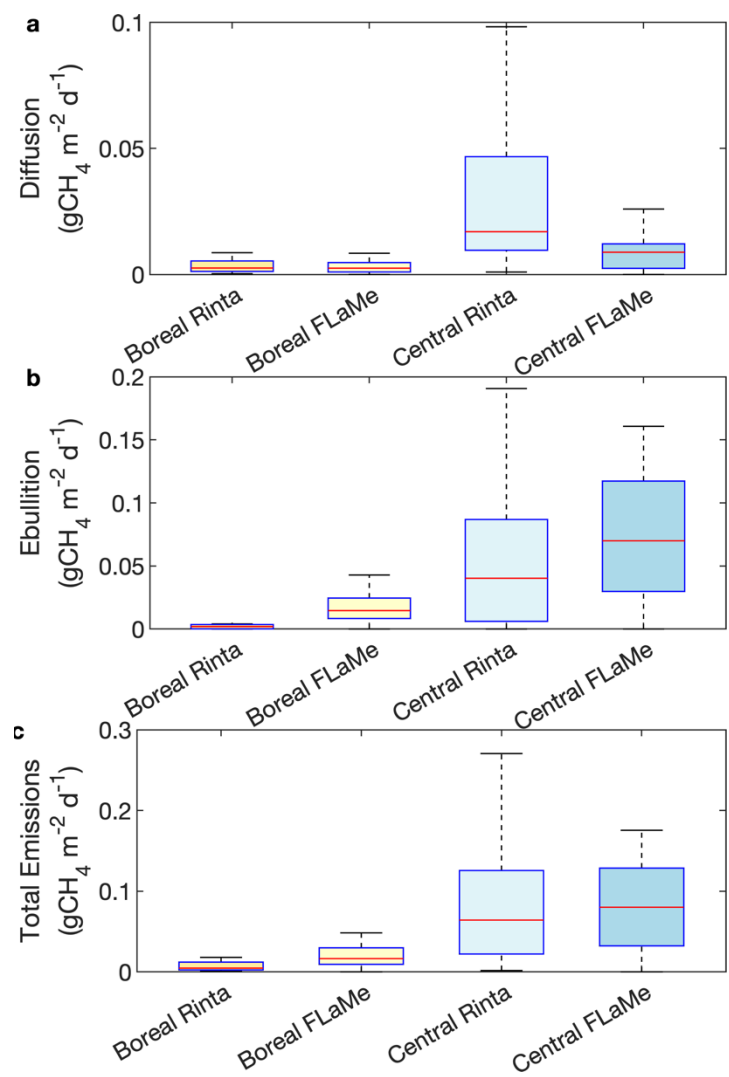 a
Diffusion
(gCH₄ m⁻² d⁻¹)
0.1
0.05
0
Boreal Rinta
Boreal FLaMe
Central Rinta
Central FLaMe
b
Ebullition
(gCH₄ m⁻² d⁻¹)
0.2
0.15
0.1
0.05
0
Boreal Rinta
Boreal FLaMe
Central Rinta
Central FLaMe
c
Total Emissions
(gCH₄ m⁻² d⁻¹)
0.3
0.2
0.1
0
Boreal Rinta
Boreal FLaMe
Central Rinta
Central FLaMe